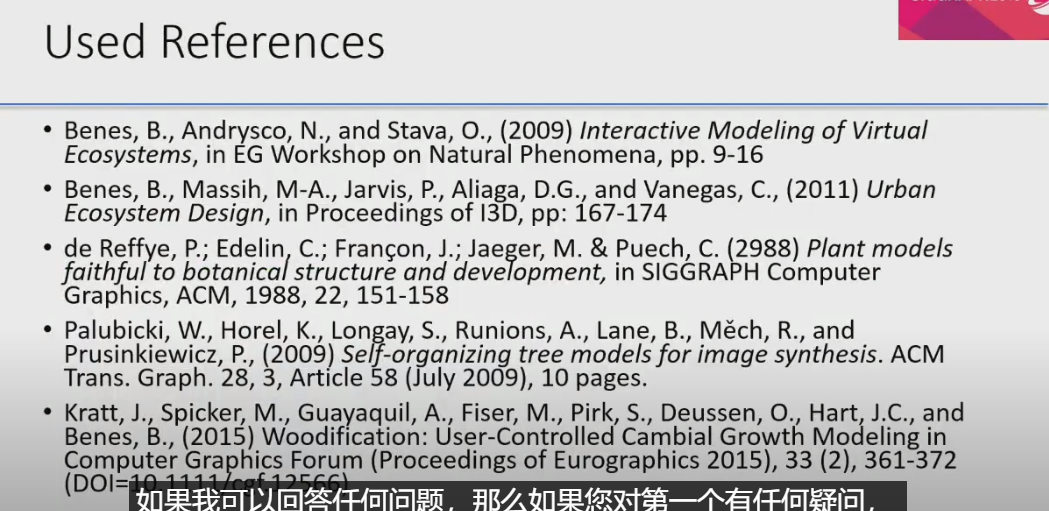 Used References
• Benes, B., Andrysco, N., and Stava, O., (2009) Interactive Modeling of Virtual
Ecosystems, in EG Workshop on Natural Phenomena, pp. 9-16
• Benes, B., Massih, M-A., Jarvis, P., Aliaga, D.G., and Vanegas, C., (2011) Urban
Ecosystem Design, in Proceedings of I3D, pp: 167-174
• de Reffye, P.; Edelin, C.; Françon, J.; Jaeger, M. & Puech, C. (2988) Plant models
faithful to botanical structure and development, in SIGGRAPH Computer
Graphics, ACM, 1988, 22, 151-158
• Palubicki, W., Horel, K., Longay, S., Runions, A., Lane, B., Měch, R., and
Prusinkiewicz, P., (2009) Self-organizing tree models for image synthesis. ACM
Trans. Graph. 28, 3, Article 58 (July 2009), 10 pages.
• Kratt, J., Spicker, M., Guayaquil, A., Fiser, M., Pirk, S., Deussen, O., Hart, J.C., and
Benes, B., (2015) Woodification: User-Controlled Cambial Growth Modeling in
Computer Graphics Forum (Proceedings of Eurographics 2015), 33 (2), 361-372
(DOI=10.1111/cgf.12566)
如果我可以回答任何问题，那么如果您对第一个有任何疑问，